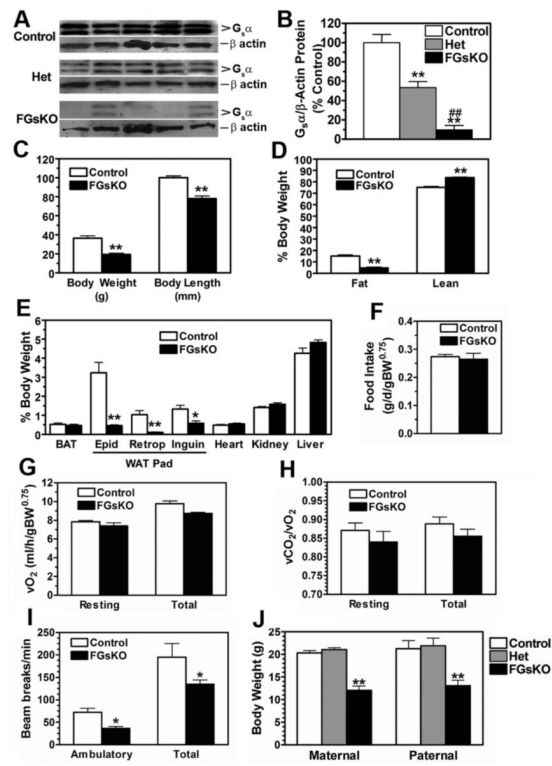 A
Control
> Gsα
– β actin
Het
> Gsα
– β actin
FGsKO
> Gsα
– β actin
B
Gsα/β-Actin Protein
(% Control)
120
100
80
60
40
20
0
Control
Het
FGsKO
**
##
**
C
120
100
80
60
40
20
0
Control
FGsKO
**
**
Body Weight
(g)
Body Length
(mm)
D
% Body Weight
100
80
60
40
20
0
Control
FGsKO
**
**
Fat
Lean
E
% Body Weight
6
5
4
3
2
1
0
Control
FGsKO
**
**
*
BAT
Epid
Retrop
Inguin
Heart
Kidney
Liver
WAT Pad
F
Food Intake
(g/d/gBW0.75)
0.4
0.3
0.2
0.1
0.0
Control
FGsKO
G
vO2 (ml/h/gBW0.75)
12
10
8
6
4
2
0
Control
FGsKO
Resting
Total
H
vCO2/vO2
1.00
0.95
0.90
0.85
0.80
0.75
0.70
Control
FGsKO
Resting
Total
I
Beam breaks/min
250
200
150
100
50
0
Control
FGsKO
*
*
Ambulatory
Total
J
Body Weight (g)
25
20
15
10
5
0
Control
Het
FGsKO
**
**
Maternal
Paternal